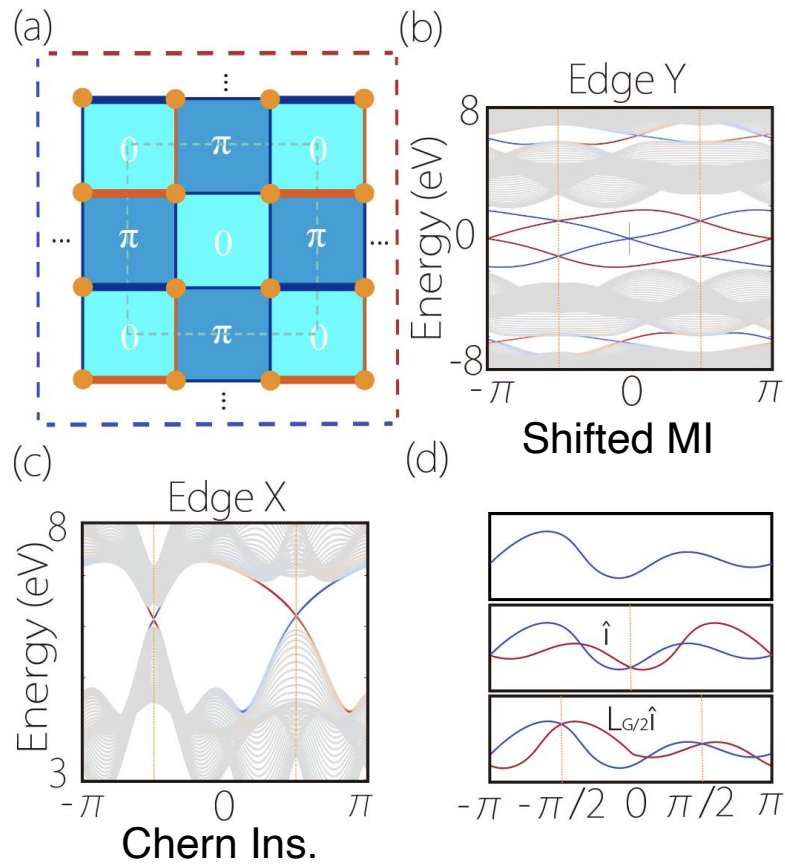 (a)
⋮
0 π 0
... π 0 π ...
0 π 0
⋮
(b)
Edge Y
Energy (eV)
8
0
-8
-π 0 π
Shifted MI
(c)
Edge X
Energy (eV)
8
3
-π 0 π
Chern Ins.
(d)
î
L_{G/2}î
-π -π/2 0 π/2 π